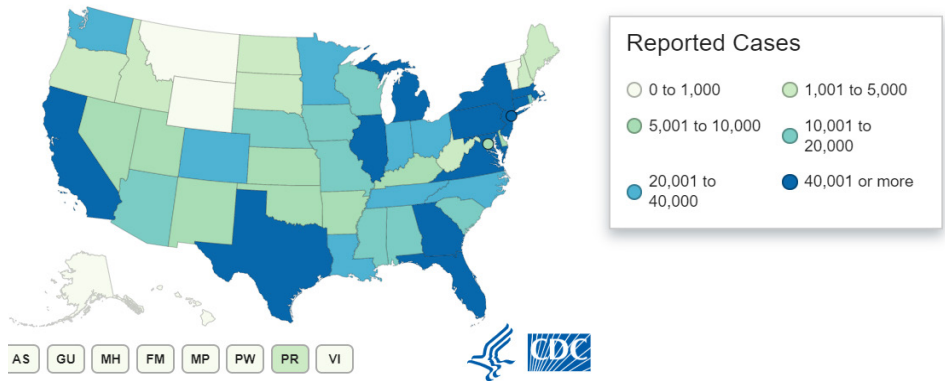 Reported Cases
0 to 1,000
1,001 to 5,000
5,001 to 10,000
10,001 to
20,000
20,001 to
40,000
40,001 or more
AS GU MH FM MP PW PR VI
CDC